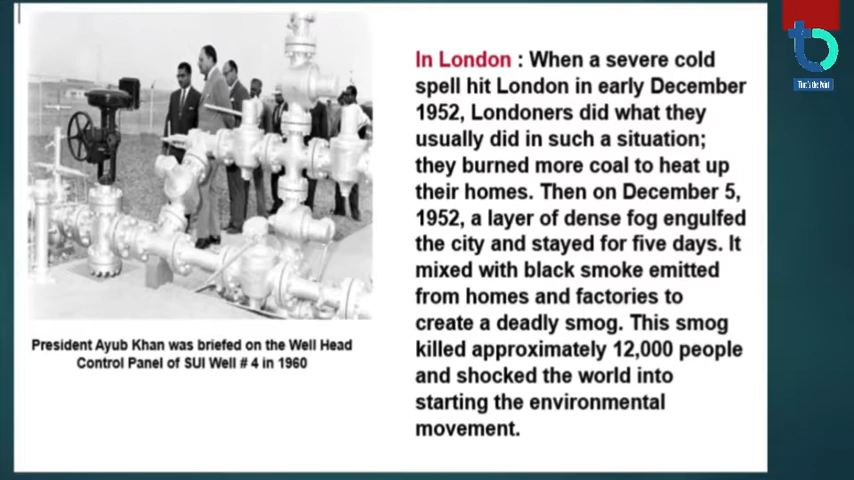 In London : When a severe cold
spell hit London in early December
1952, Londoners did what they
usually did in such a situation;
they burned more coal to heat up
their homes. Then on December 5,
1952, a layer of dense fog engulfed
the city and stayed for five days. It
mixed with black smoke emitted
from homes and factories to
create a deadly smog. This smog
killed approximately 12,000 people
and shocked the world into
starting the environmental
movement.
President Ayub Khan was briefed on the Well Head
Control Panel of SUI Well # 4 in 1960
That's the Point